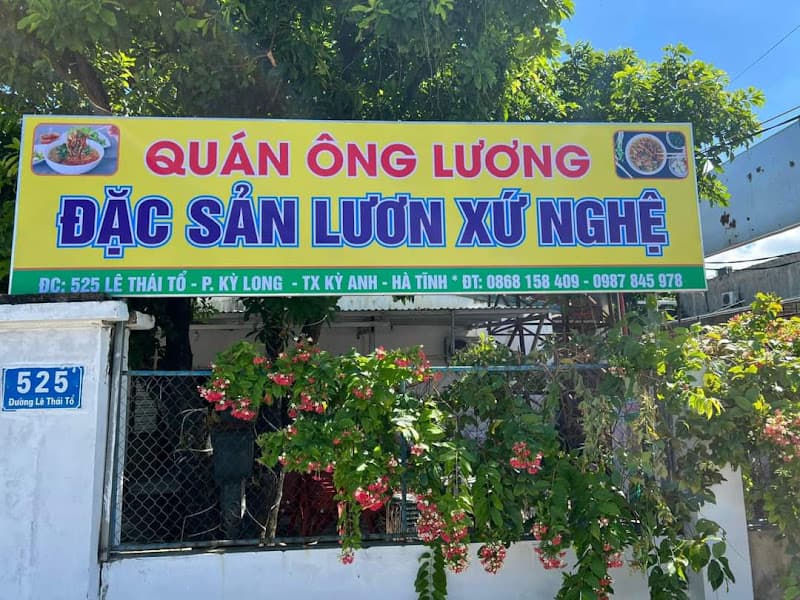 QUÁN ÔNG LƯƠNG
ĐẶC SẢN LƯƠN XỨ NGHỆ
ĐC: 525 LÊ THÁI TỔ - P. KỲ LONG - TX KỲ ANH - HÀ TĨNH * ĐT: 0868 158 409 - 0987 845 978
525
Đường Lê Thái Tổ